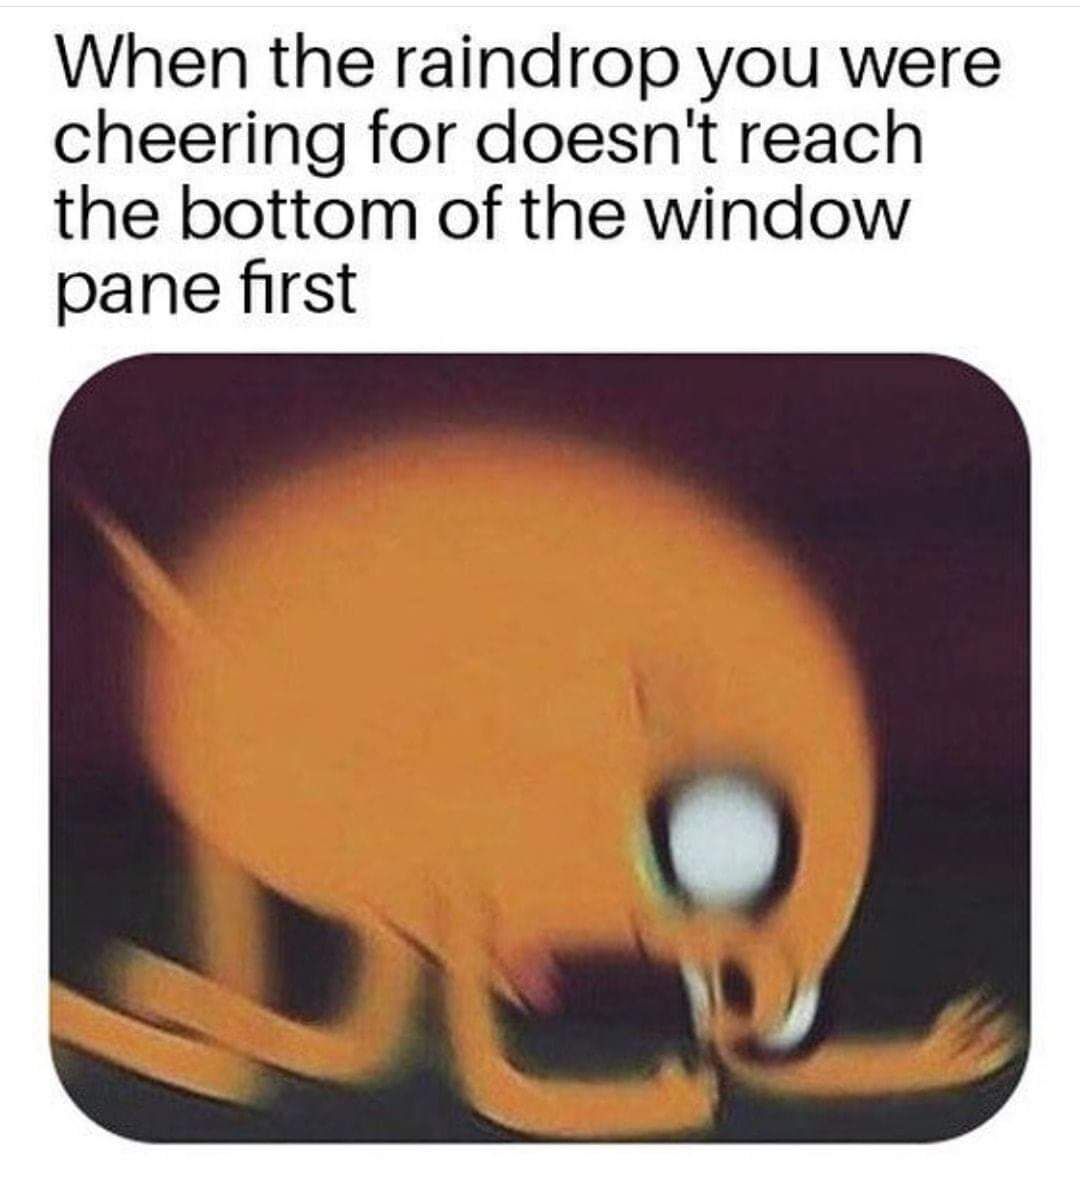 When the raindrop you were
cheering for doesn't reach
the bottom of the window
pane first